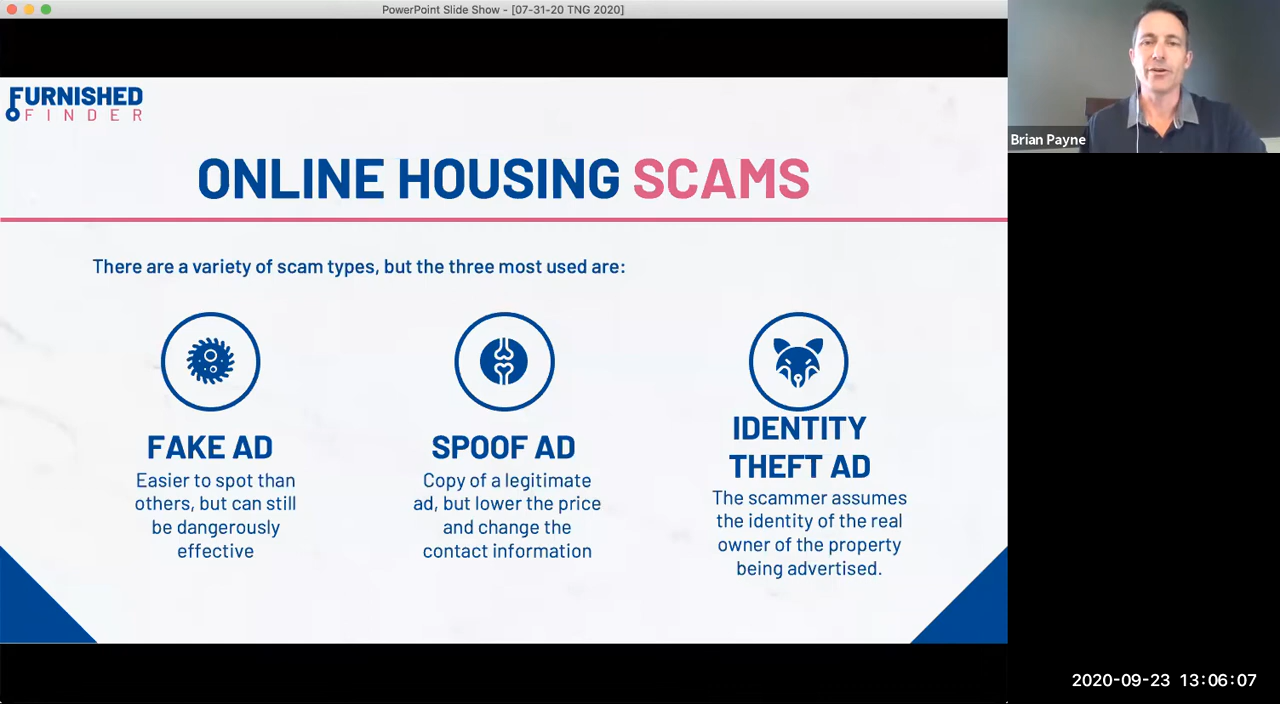 PowerPoint Slide Show - [07-31-20 TNG 2020]
FURNISHED
FINDER
Brian Payne
ONLINE HOUSING SCAMS
There are a variety of scam types, but the three most used are:
FAKE AD
Easier to spot than
others, but can still
be dangerously
effective
SPOOF AD
Copy of a legitimate
ad, but lower the price
and change the
contact information
IDENTITY
THEFT AD
The scammer assumes
the identity of the real
owner of the property
being advertised.
2020-09-23 13:06:07